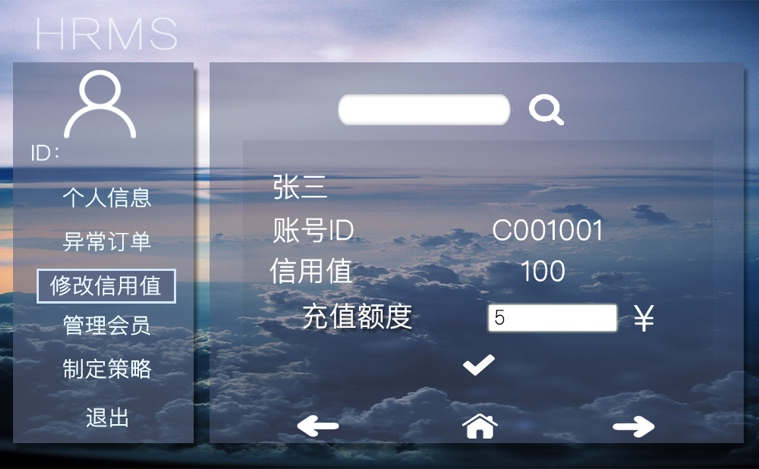 HRMS
ID：
个人信息
异常订单
修改信用值
管理会员
制定策略
退出
张三
账号ID C001001
信用值 100
充值额度 5 ¥